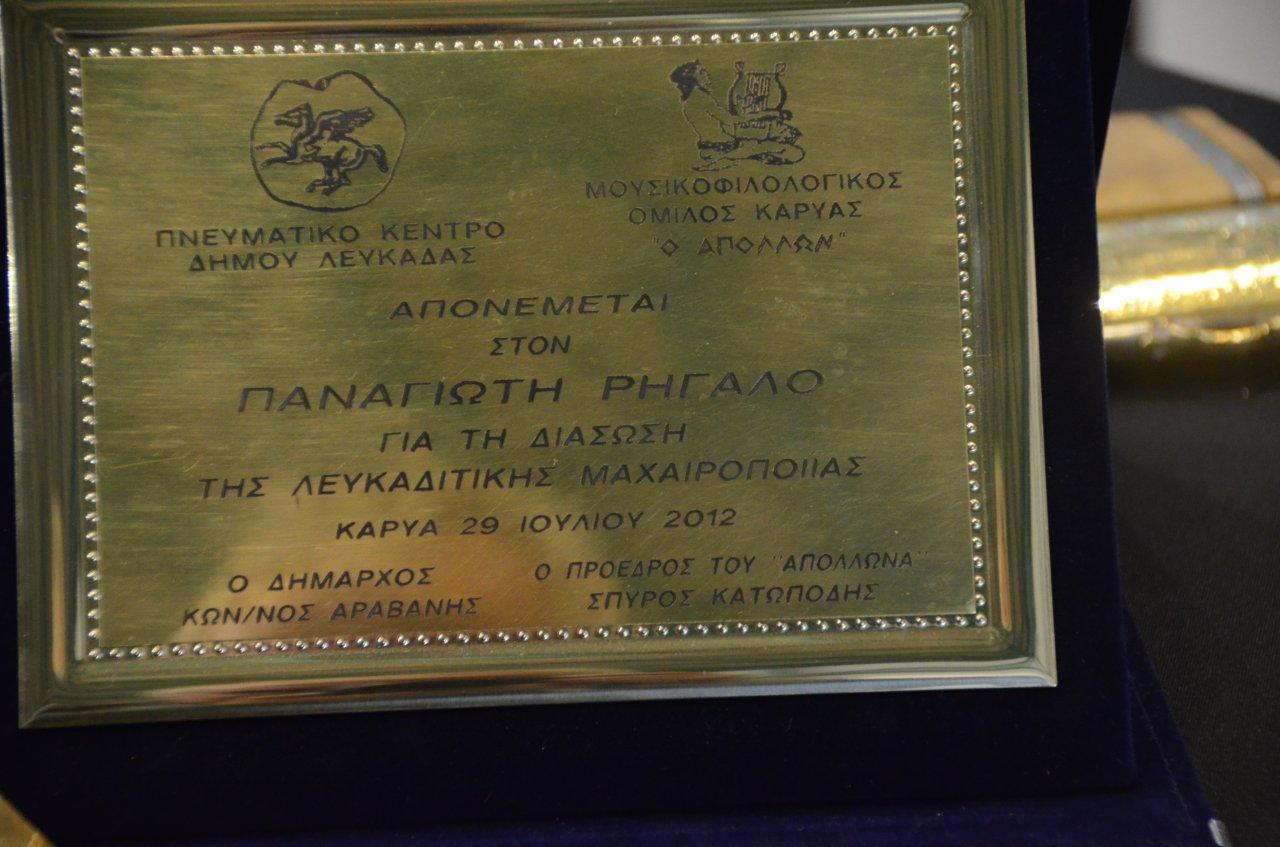 ΠΝΕΥΜΑΤΙΚΟ ΚΕΝΤΡΟ
ΔΗΜΟΥ ΛΕΥΚΑΔΑΣ
ΜΟΥΣΙΚΟΦΙΛΟΛΟΓΙΚΟΣ
ΟΜΙΛΟΣ ΚΑΡΥΑΣ
"Ο ΑΠΟΛΛΩΝ"
ΑΠΟΝΕΜΕΤΑΙ
ΣΤΟΝ
ΠΑΝΑΓΙΩΤΗ ΡΗΓΑΛΟ
ΓΙΑ ΤΗ ΔΙΑΣΩΣΗ
ΤΗΣ ΛΕΥΚΑΔΙΤΙΚΗΣ ΜΑΧΑΙΡΟΠΟΙΙΑΣ
ΚΑΡΥΑ 29 ΙΟΥΛΙΟΥ 2012
Ο ΔΗΜΑΡΧΟΣ
ΚΩΝ/ΝΟΣ ΑΡΑΒΑΝΗΣ
Ο ΠΡΟΕΔΡΟΣ ΤΟΥ "ΑΠΟΛΛΩΝΑ"
ΣΠΥΡΟΣ ΚΑΤΩΠΟΔΗΣ